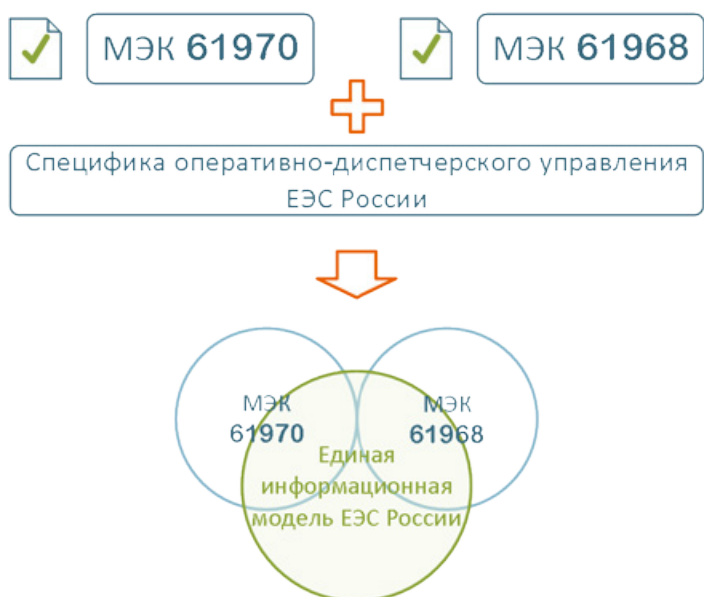 МЭК 61970
МЭК 61968
Специфика оперативно-диспетчерского управления
ЕЭС России
МЭК
61970
МЭК
61968
Единая
информационная
модель ЕЭС России